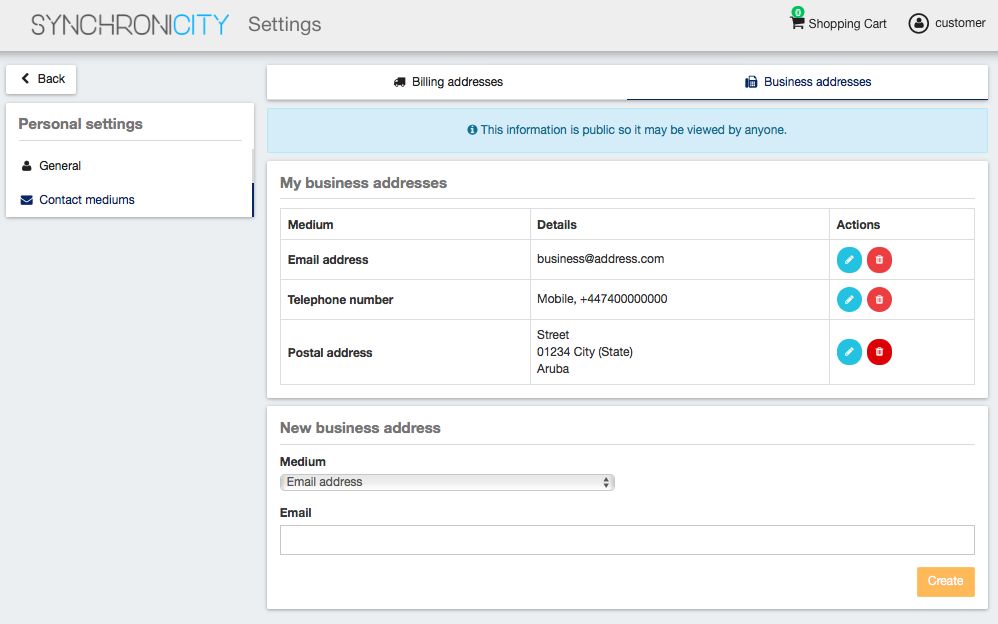 SYNCHRONICITY Settings
0
Shopping Cart
customer
Back
Personal settings
General
Contact mediums
Billing addresses
Business addresses
This information is public so it may be viewed by anyone.
My business addresses
Medium Details Actions
Email address business@address.com
Telephone number Mobile, +447400000000
Postal address
Street
01234 City (State)
Aruba
New business address
Medium
Email address
Email
Create